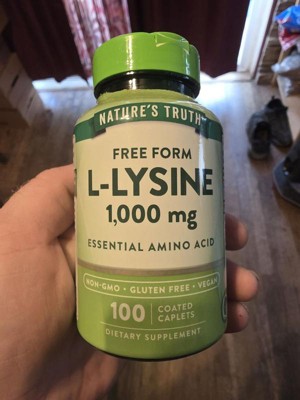 NATURE'S TRUTH
FREE FORM
L-LYSINE
1,000 mg
ESSENTIAL AMINO ACID
NON-GMO • GLUTEN FREE • VEGAN
100 COATED CAPLETS
DIETARY SUPPLEMENT